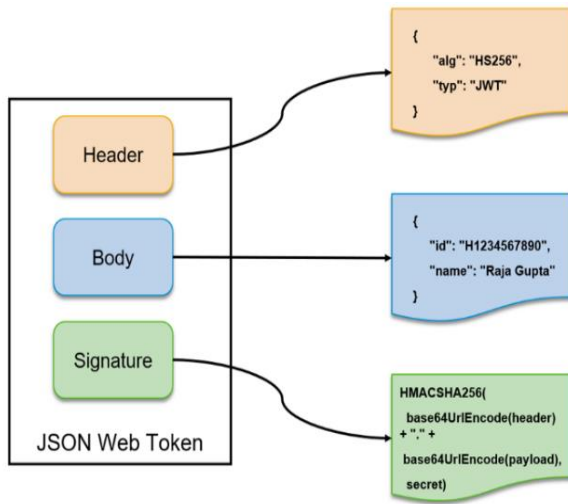 Header
Body
Signature
JSON Web Token
{
"alg": "HS256",
"typ": "JWT"
}
{
"id": "H1234567890",
"name": "Raja Gupta"
}
HMACSHA256(
base64UrlEncode(header)
+ "." +
base64UrlEncode(payload),
secret)